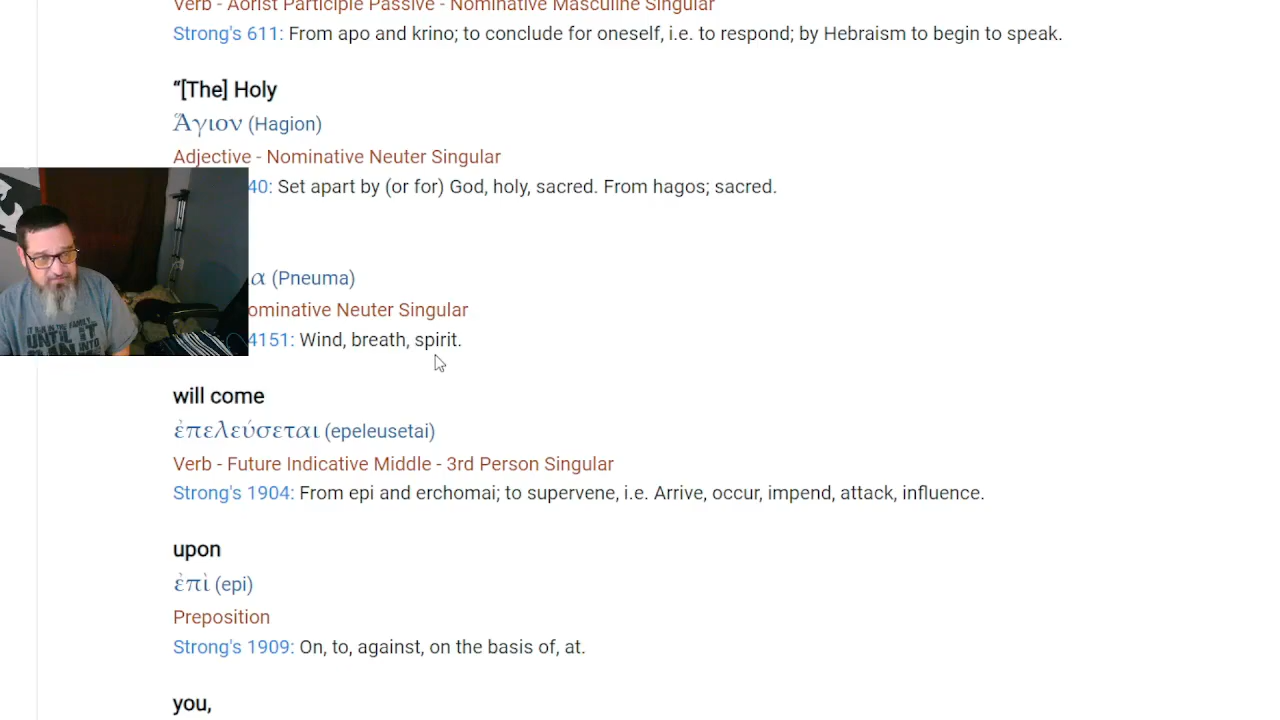 Verb - Aorist Participle Passive - Nominative Masculine Singular
Strong's 611: From apo and krino; to conclude for oneself, i.e. to respond; by Hebraism to begin to speak.
“[The] Holy
Ἅγιον (Hagion)
Adjective - Nominative Neuter Singular
40: Set apart by (or for) God, holy, sacred. From hagos; sacred.
α (Pneuma)
ominative Neuter Singular
4151: Wind, breath, spirit.
UNTIL IT
will come
ἐπελεύσεται (epeleusetai)
Verb - Future Indicative Middle - 3rd Person Singular
Strong's 1904: From epi and erchomai; to supervene, i.e. Arrive, occur, impend, attack, influence.
upon
ἐπὶ (epi)
Preposition
Strong's 1909: On, to, against, on the basis of, at.
you,